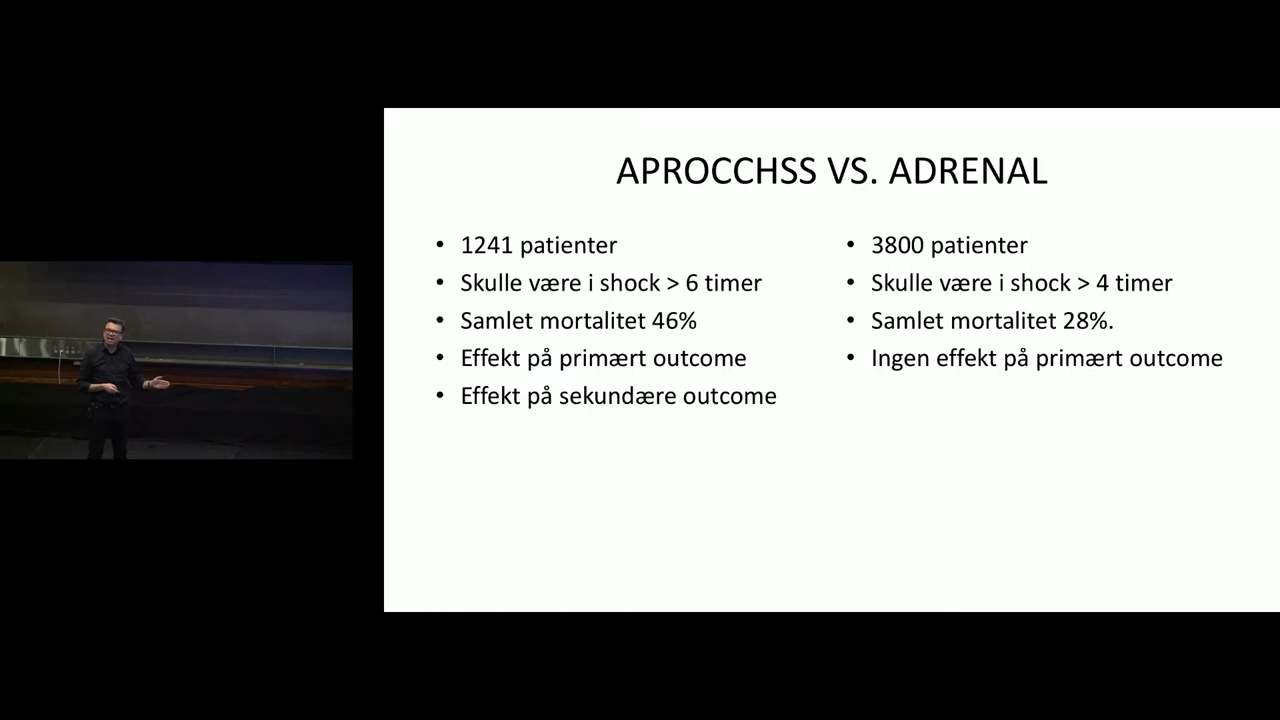 APROCCHSS VS. ADRENAL
• 1241 patienter
• Skulle være i shock > 6 timer
• Samlet mortalitet 46%
• Effekt på primært outcome
• Effekt på sekundære outcome
• 3800 patienter
• Skulle være i shock > 4 timer
• Samlet mortalitet 28%.
• Ingen effekt på primært outcome